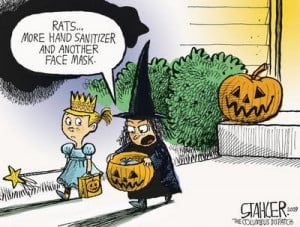 RATS...
MORE HAND SANITIZER
AND ANOTHER
FACE MASK.
STAHLER.
THE COLUMBUS DISPATCH